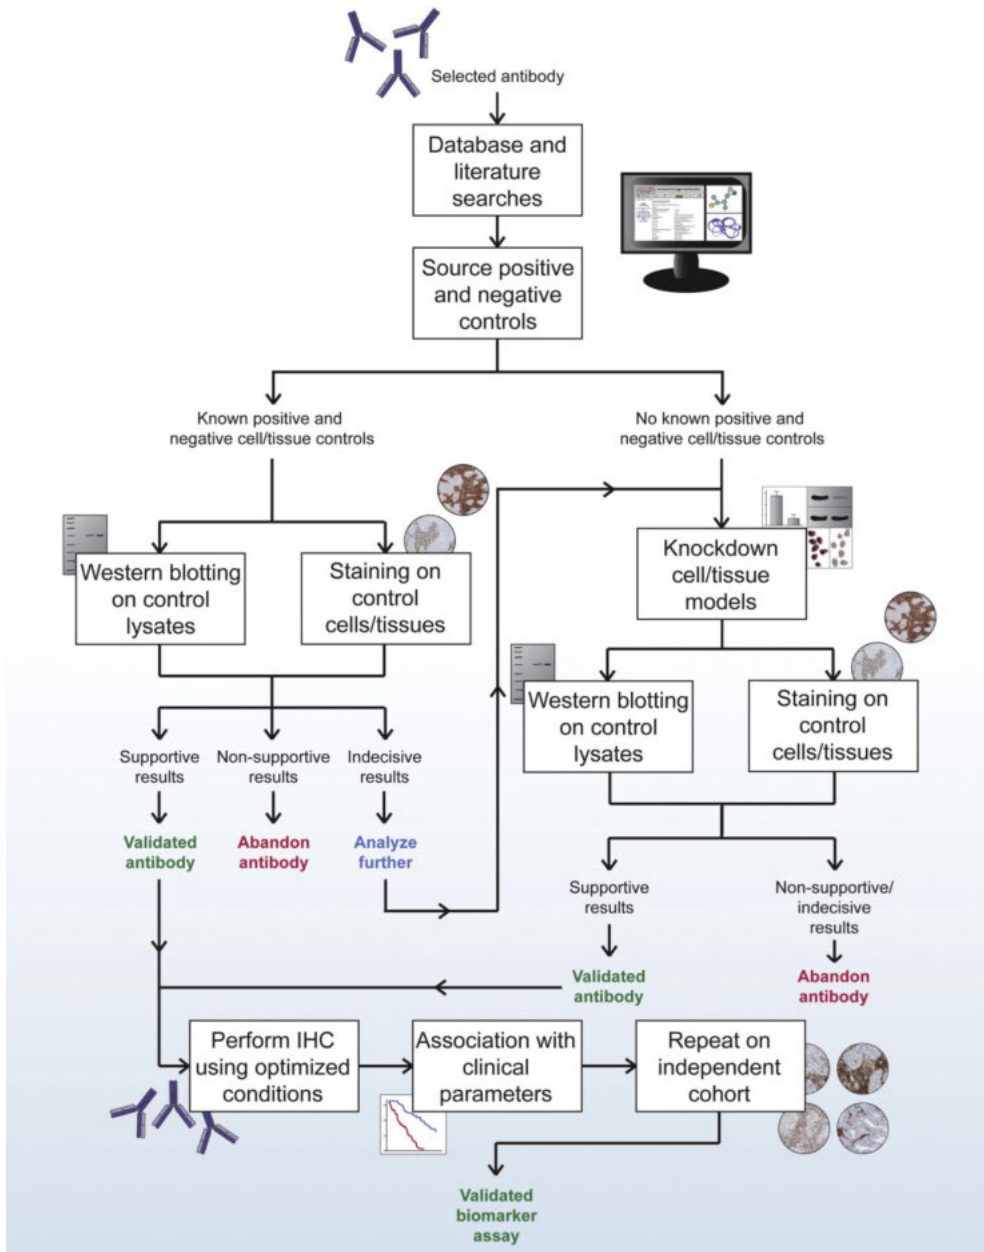 Selected antibody
Database and
literature
searches
Source positive
and negative
controls
Known positive and
negative cell/tissue controls
No known positive and
negative cell/tissue controls
Western blotting
on control
lysates
Staining on
control
cells/tissues
Knockdown
cell/tissue
models
Western blotting
on control
lysates
Staining on
control
cells/tissues
Supportive
results
Non-supportive
results
Indecisive
results
Validated
antibody
Abandon
antibody
Analyze
further
Supportive
results
Non-supportive/
indecisive
results
Validated
antibody
Abandon
antibody
Perform IHC
using optimized
conditions
Association with
clinical
parameters
Repeat on
independent
cohort
Validated
biomarker
assay